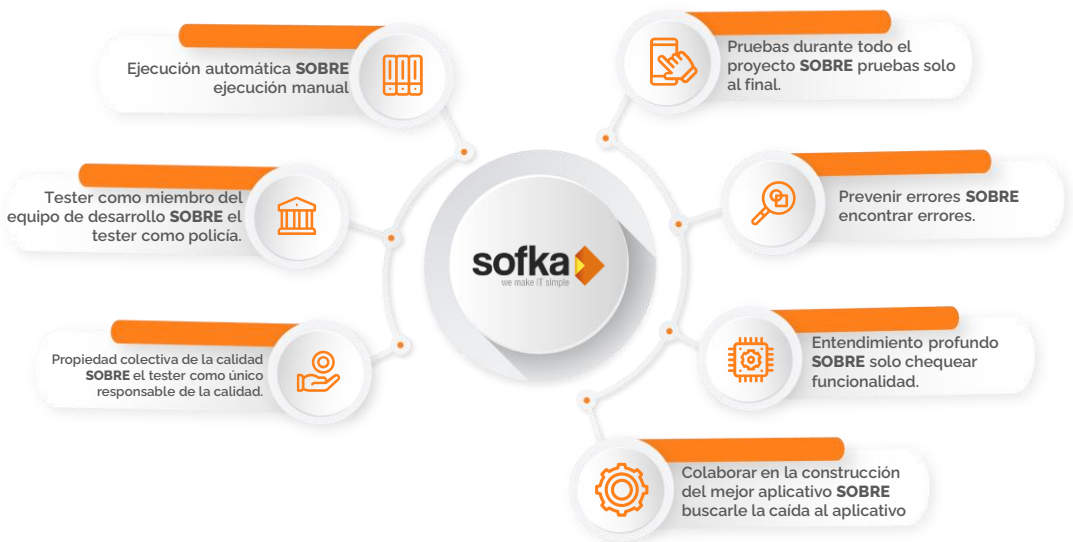 Ejecución automática SOBRE
ejecución manual
Tester como miembro del
equipo de desarrollo SOBRE el
tester como policía.
Propiedad colectiva de la calidad
SOBRE el tester como único
responsable de la calidad.
sofka
we make IT simple
Pruebas durante todo el
proyecto SOBRE pruebas solo
al final.
Prevenir errores SOBRE
encontrar errores.
Entendimiento profundo
SOBRE solo chequear
funcionalidad.
Colaborar en la construcción
del mejor aplicativo SOBRE
buscarle la caída al aplicativo